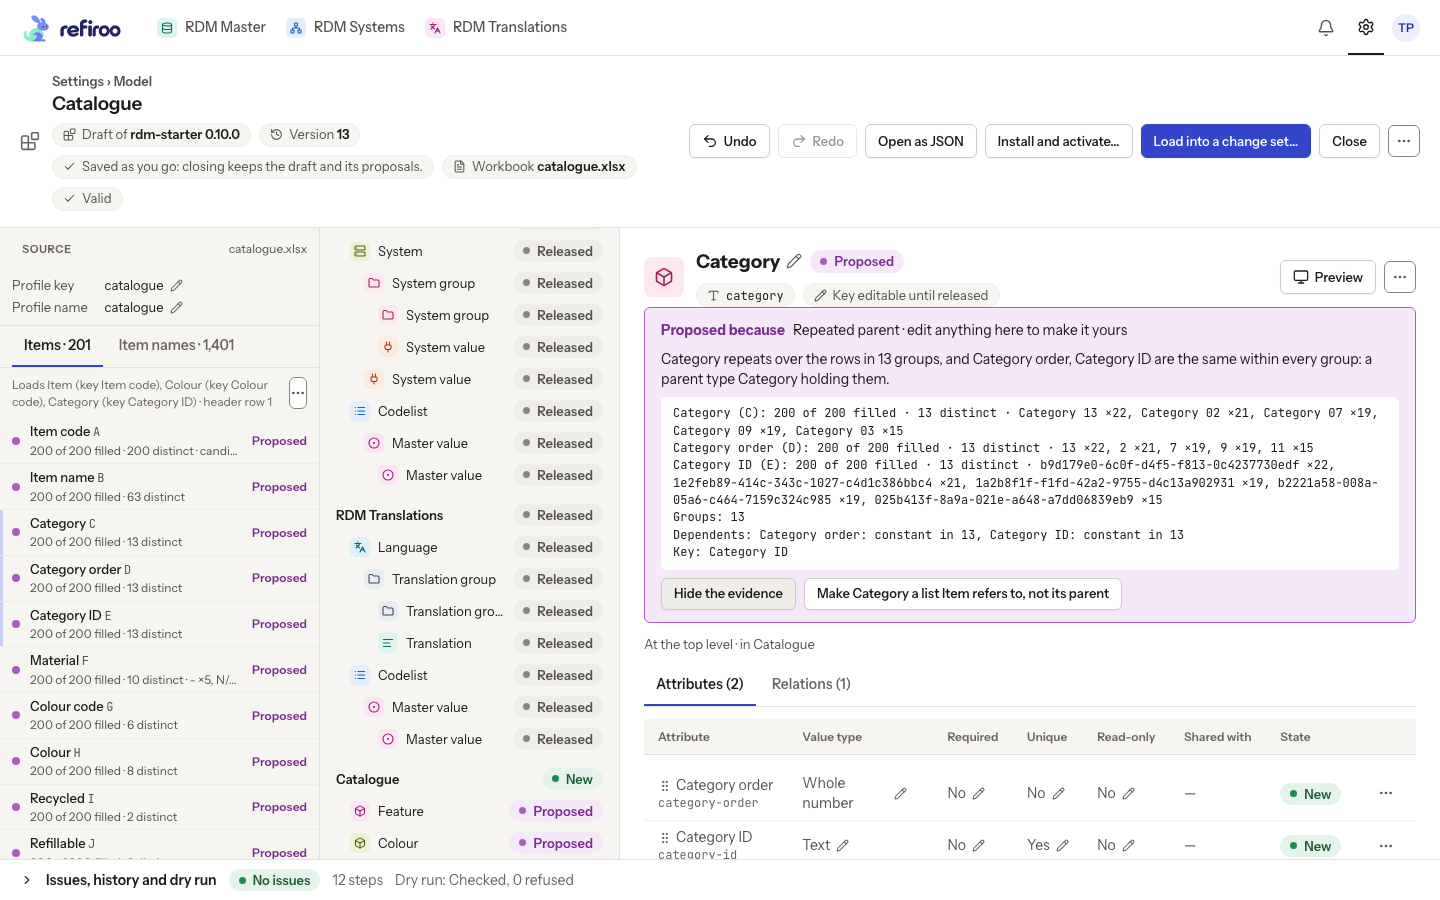 refiroo
RDM Master
RDM Systems
RDM Translations
TP
Settings › Model
Catalogue
Draft of rdm-starter 0.10.0
Version 13
Saved as you go: closing keeps the draft and its proposals.
Workbook catalogue.xlsx
Valid
Undo
Redo
Open as JSON
Install and activate...
Load into a change set...
Close
SOURCE
catalogue.xlsx
Profile key
catalogue
Profile name
catalogue
Items · 201
Item names · 1,401
Loads Item (key Item code), Colour (key Colour
code), Category (key Category ID) · header row 1
Item code A
200 of 200 filled · 200 distinct · candi...
Proposed
Item name B
200 of 200 filled · 63 distinct
Proposed
Category C
200 of 200 filled · 13 distinct
Proposed
Category order D
200 of 200 filled · 13 distinct
Proposed
Category ID E
200 of 200 filled · 13 distinct
Proposed
Material F
200 of 200 filled · 10 distinct · - ×5, N/...
Proposed
Colour code G
200 of 200 filled · 6 distinct
Proposed
Colour H
200 of 200 filled · 8 distinct
Proposed
Recycled I
200 of 200 filled · 2 distinct
Proposed
Refillable J
Proposed
System
Released
System group
Released
System group
Released
System value
Released
System value
Released
Codelist
Released
Master value
Released
Master value
Released
RDM Translations
Released
Language
Released
Translation group
Released
Translation gro...
Released
Translation
Released
Codelist
Released
Master value
Released
Master value
Released
Catalogue
New
Feature
Proposed
Colour
Proposed
Category
Proposed
category
Key editable until released
Preview
Proposed because Repeated parent · edit anything here to make it yours
Category repeats over the rows in 13 groups, and Category order, Category ID are the same within every group: a
parent type Category holding them.
Category (C): 200 of 200 filled · 13 distinct · Category 13 ×22, Category 02 ×21, Category 07 ×19,
Category 09 ×19, Category 03 ×15
Category order (D): 200 of 200 filled · 13 distinct · 13 ×22, 2 ×21, 7 ×19, 9 ×19, 11 ×15
Category ID (E): 200 of 200 filled · 13 distinct · b9d179e0-6c0f-d4f5-f813-0c4237730edf ×22,
1e2feb89-414c-343c-1027-c4d1c386bbc4 ×21, 1a2b8f1f-f1fd-42a2-9755-d4c13a902931 ×19, b2221a58-008a-
05a6-c464-7159c324c985 ×19, 025b413f-8a9a-021e-a648-a7dd06839eb9 ×15
Groups: 13
Dependents: Category order: constant in 13, Category ID: constant in 13
Key: Category ID
Hide the evidence
Make Category a list Item refers to, not its parent
At the top level · in Catalogue
Attributes (2)
Relations (1)
Attribute
Value type
Required
Unique
Read-only
Shared with
State
Category order
category-order
Whole
number
No
No
No
—
New
Category ID
category-id
Text
No
Yes
No
—
New
Issues, history and dry run
No issues
12 steps
Dry run: Checked, 0 refused